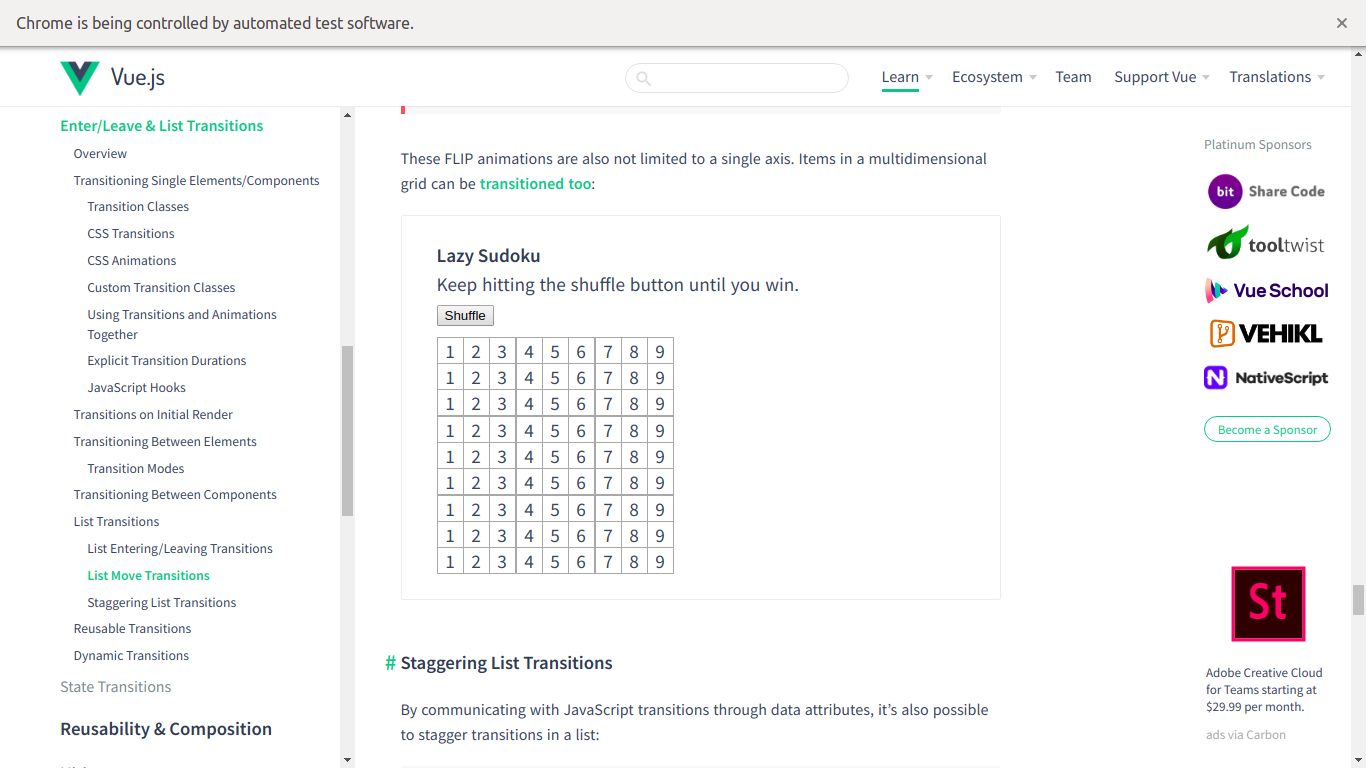 Chrome is being controlled by automated test software.
Vue.js
Learn
Ecosystem
Team
Support Vue
Translations
Enter/Leave & List Transitions
Overview
Transitioning Single Elements/Components
Transition Classes
CSS Transitions
CSS Animations
Custom Transition Classes
Using Transitions and Animations
Together
Explicit Transition Durations
JavaScript Hooks
Transitions on Initial Render
Transitioning Between Elements
Transition Modes
Transitioning Between Components
List Transitions
List Entering/Leaving Transitions
List Move Transitions
Staggering List Transitions
Reusable Transitions
Dynamic Transitions
State Transitions
Reusability & Composition
These FLIP animations are also not limited to a single axis. Items in a multidimensional
grid can be transitioned too:
Lazy Sudoku
Keep hitting the shuffle button until you win.
Shuffle
1 2 3 4 5 6 7 8 9
1 2 3 4 5 6 7 8 9
1 2 3 4 5 6 7 8 9
1 2 3 4 5 6 7 8 9
1 2 3 4 5 6 7 8 9
1 2 3 4 5 6 7 8 9
1 2 3 4 5 6 7 8 9
1 2 3 4 5 6 7 8 9
1 2 3 4 5 6 7 8 9
# Staggering List Transitions
By communicating with JavaScript transitions through data attributes, it's also possible
to stagger transitions in a list:
Platinum Sponsors
bit Share Code
tooltwist
Vue School
VEHIKL
N NativeScript
Become a Sponsor
St
Adobe Creative Cloud
for Teams starting at
$29.99 per month.
ads via Carbon